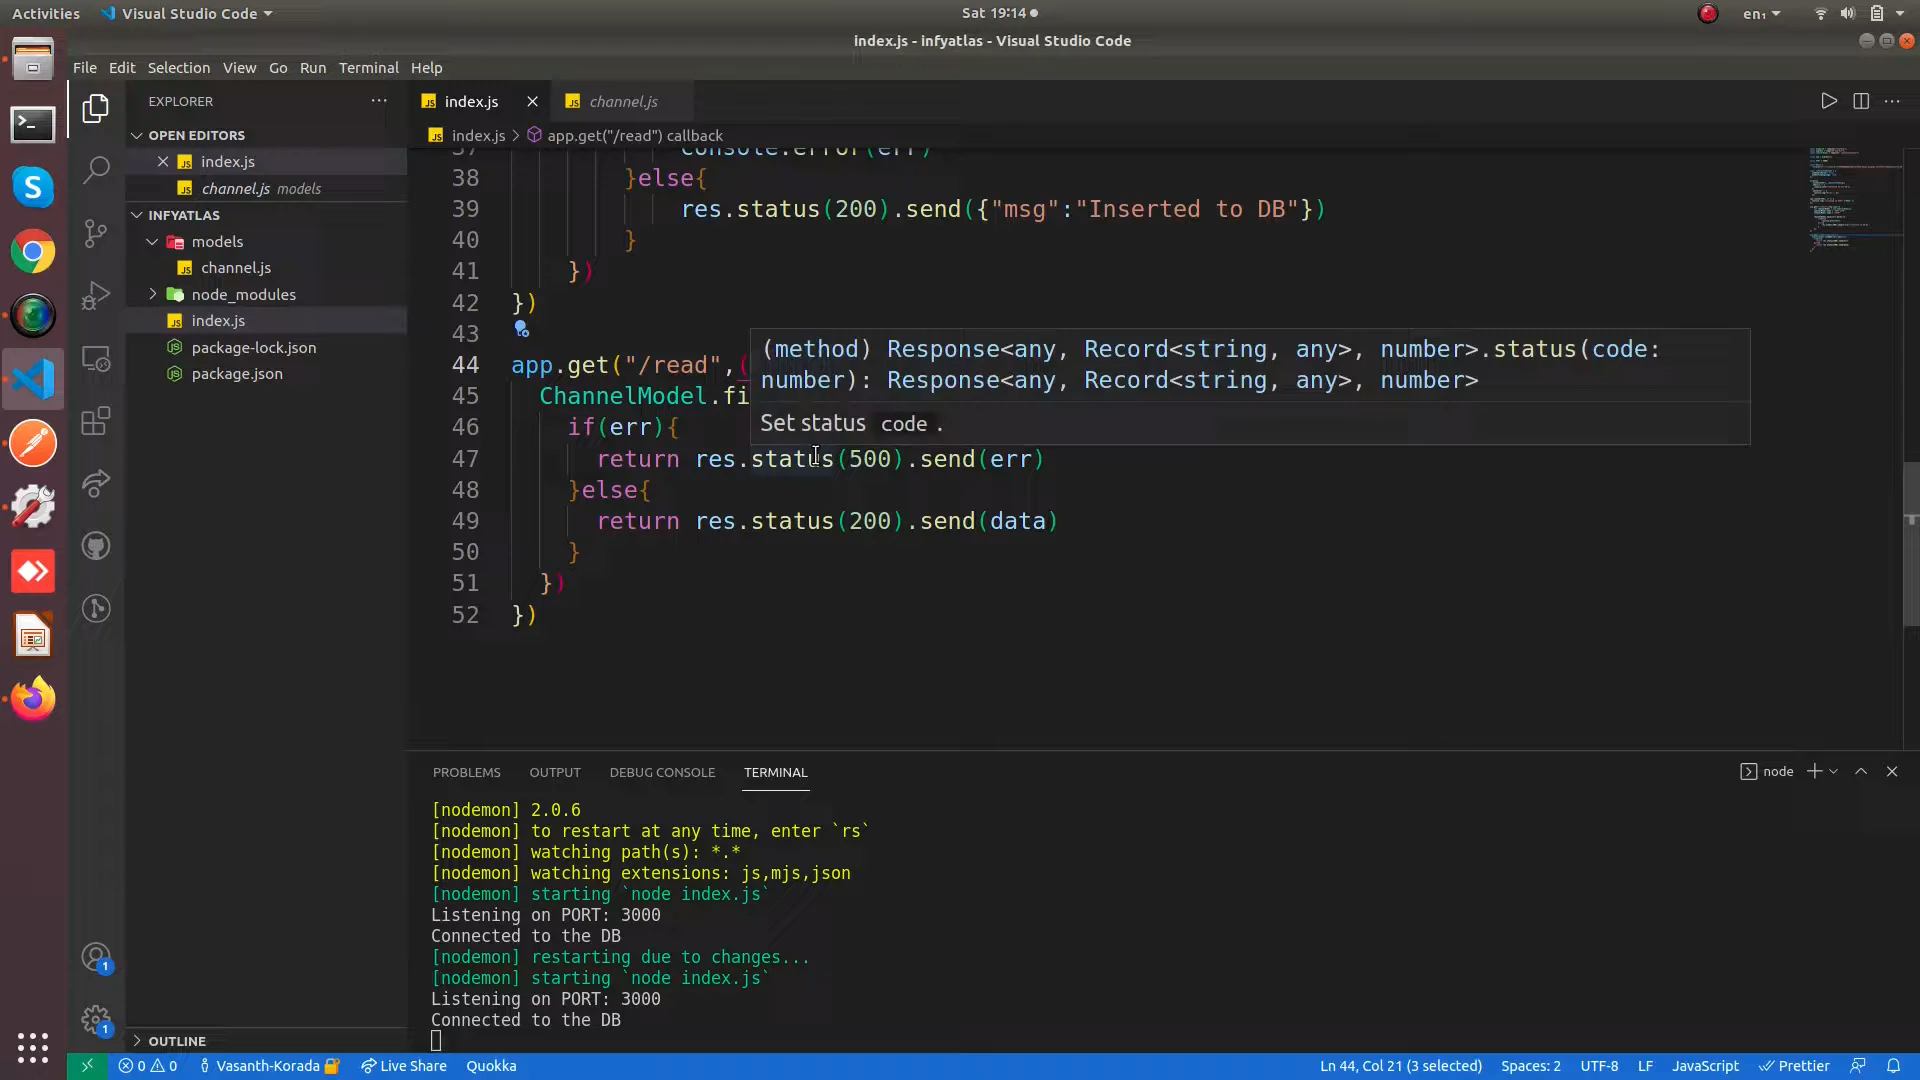 Activities
Visual Studio Code
Sat 19:14
en₁
index.js - infyatlas - Visual Studio Code
File Edit Selection View Go Run Terminal Help
EXPLORER
OPEN EDITORS
index.js
channel.js models
INFYATLAS
models
channel.js
node_modules
index.js
package-lock.json
package.json
OUTLINE
index.js
channel.js
index.js > app.get("/read") callback
37 console.error(err)
38 }else{
39 res.status(200).send({"msg":"Inserted to DB"})
40 }
41 })
42 })
43
44 app.get("/read",(
45 ChannelModel.fi
46 if(err){
47 return res.status(500).send(err)
48 }else{
49 return res.status(200).send(data)
50 }
51 })
52 })
(method) Response<any, Record<string, any>, number>.status(code:
number): Response<any, Record<string, any>, number>
Set status code .
PROBLEMS OUTPUT DEBUG CONSOLE TERMINAL
node
[nodemon] 2.0.6
[nodemon] to restart at any time, enter `rs`
[nodemon] watching path(s): *.*
[nodemon] watching extensions: js,mjs,json
[nodemon] starting `node index.js`
Listening on PORT: 3000
Connected to the DB
[nodemon] restarting due to changes...
[nodemon] starting `node index.js`
Listening on PORT: 3000
Connected to the DB
1
1
0 0 Vasanth-Korada Live Share Quokka
Ln 44, Col 21 (3 selected) Spaces: 2 UTF-8 LF JavaScript Prettier